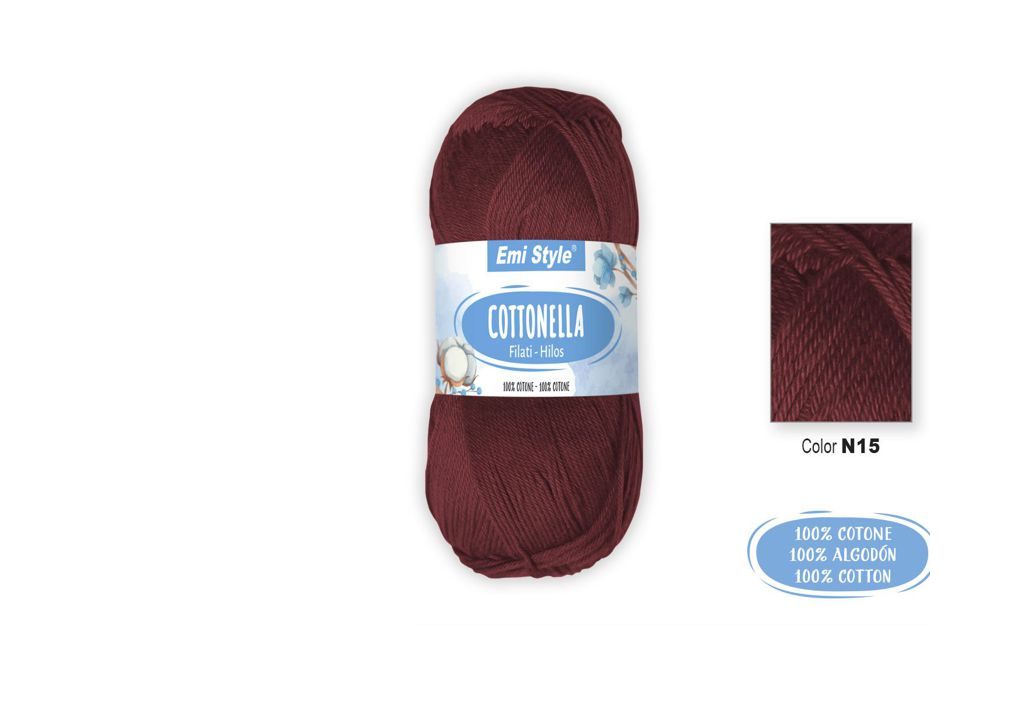 Emi Style®
COTTONELLA
Filati - Hilos
100% COTONE - 100% COTONE
Color N15
100% COTONE
100% ALGODÓN
100% COTTON